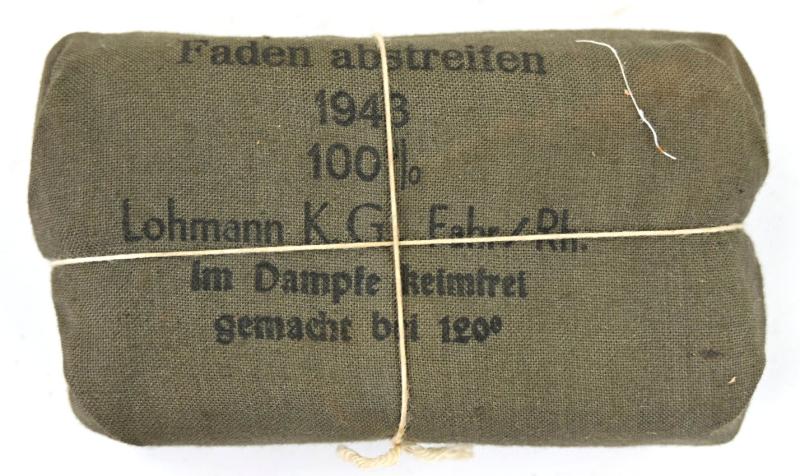 Faden abstreifen
1943
100%
Lohmann K.G. Fahr/Rh.
Im Dampfe keimfrei
gemacht bei 120°